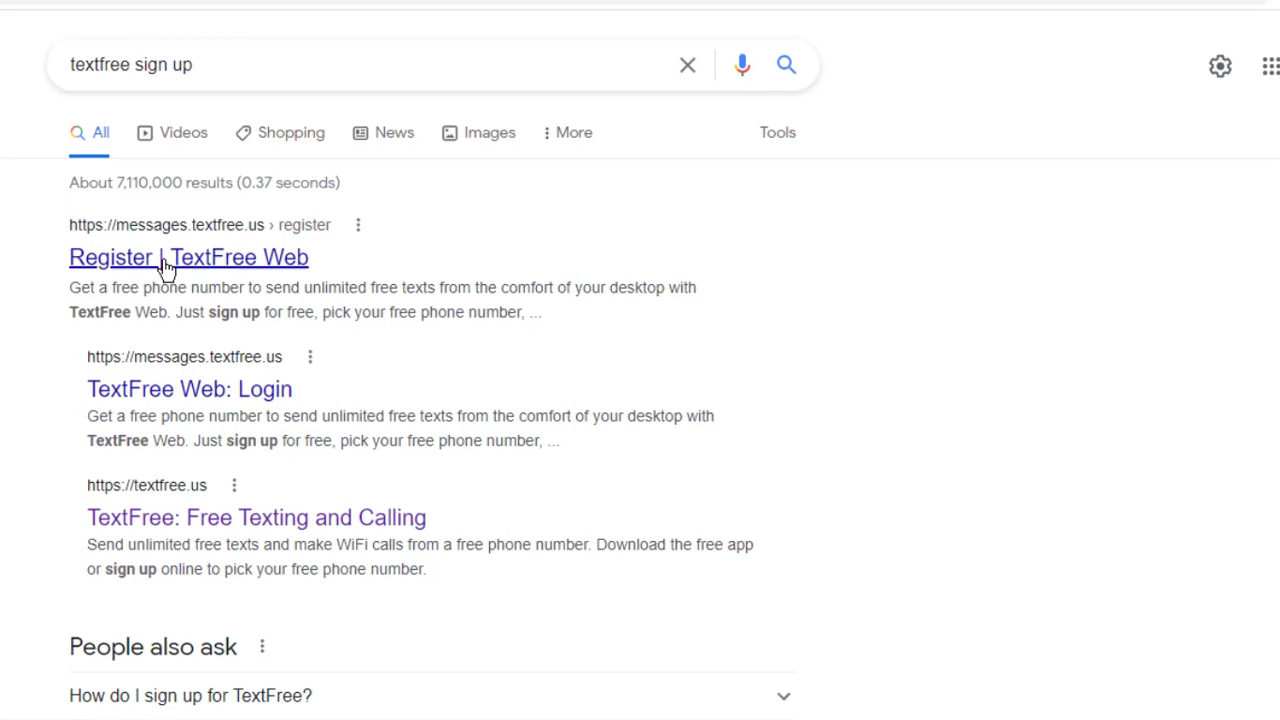 textfree sign up
All Videos Shopping News Images More Tools
About 7,110,000 results (0.37 seconds)
https://messages.textfree.us › register
Register | TextFree Web
Get a free phone number to send unlimited free texts from the comfort of your desktop with
TextFree Web. Just sign up for free, pick your free phone number, ...
https://messages.textfree.us
TextFree Web: Login
Get a free phone number to send unlimited free texts from the comfort of your desktop with
TextFree Web. Just sign up for free, pick your free phone number, ...
https://textfree.us
TextFree: Free Texting and Calling
Send unlimited free texts and make WiFi calls from a free phone number. Download the free app
or sign up online to pick your free phone number.
People also ask
How do I sign up for TextFree?